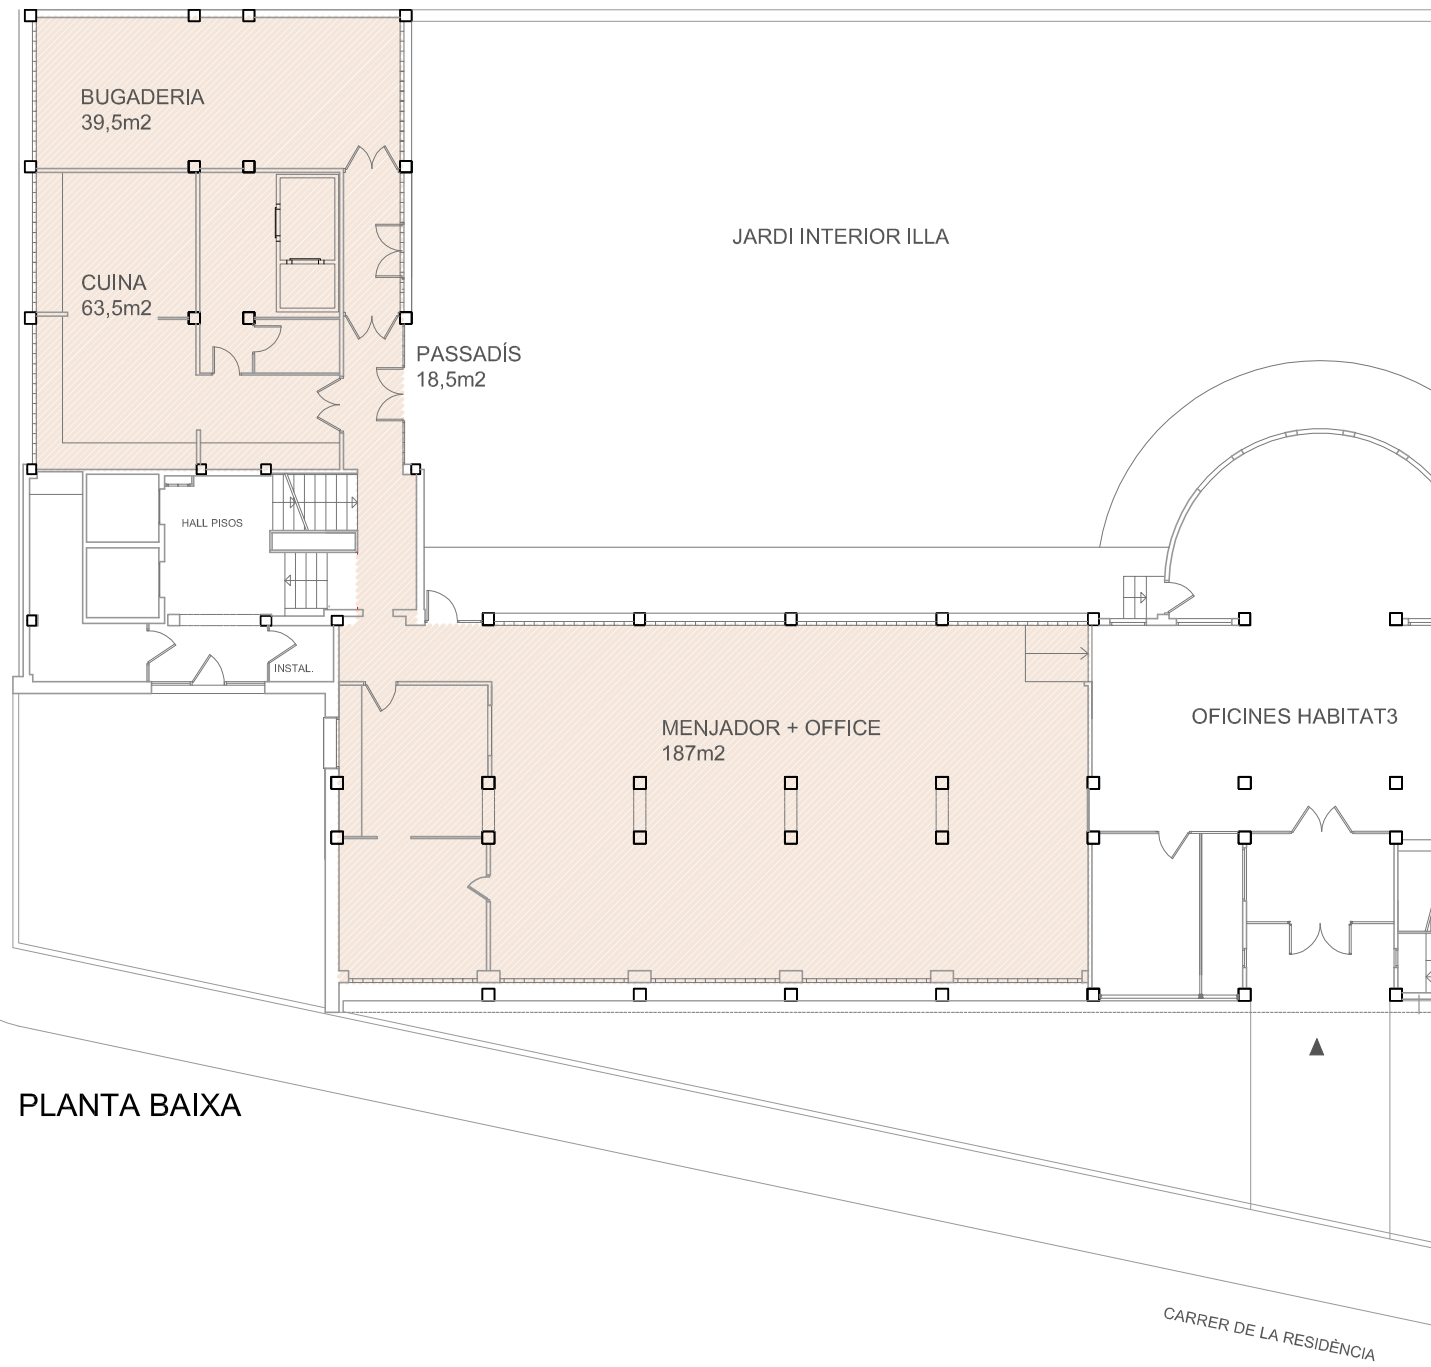 BUGADERIA
39,5m2
JARDI INTERIOR ILLA
CUINA
63,5m2
PASSADÍS
18,5m2
HALL PISOS
INSTAL.
MENJADOR + OFFICE
187m2
OFICINES HABITAT3
PLANTA BAIXA
CARRER DE LA RESIDÈNCIA